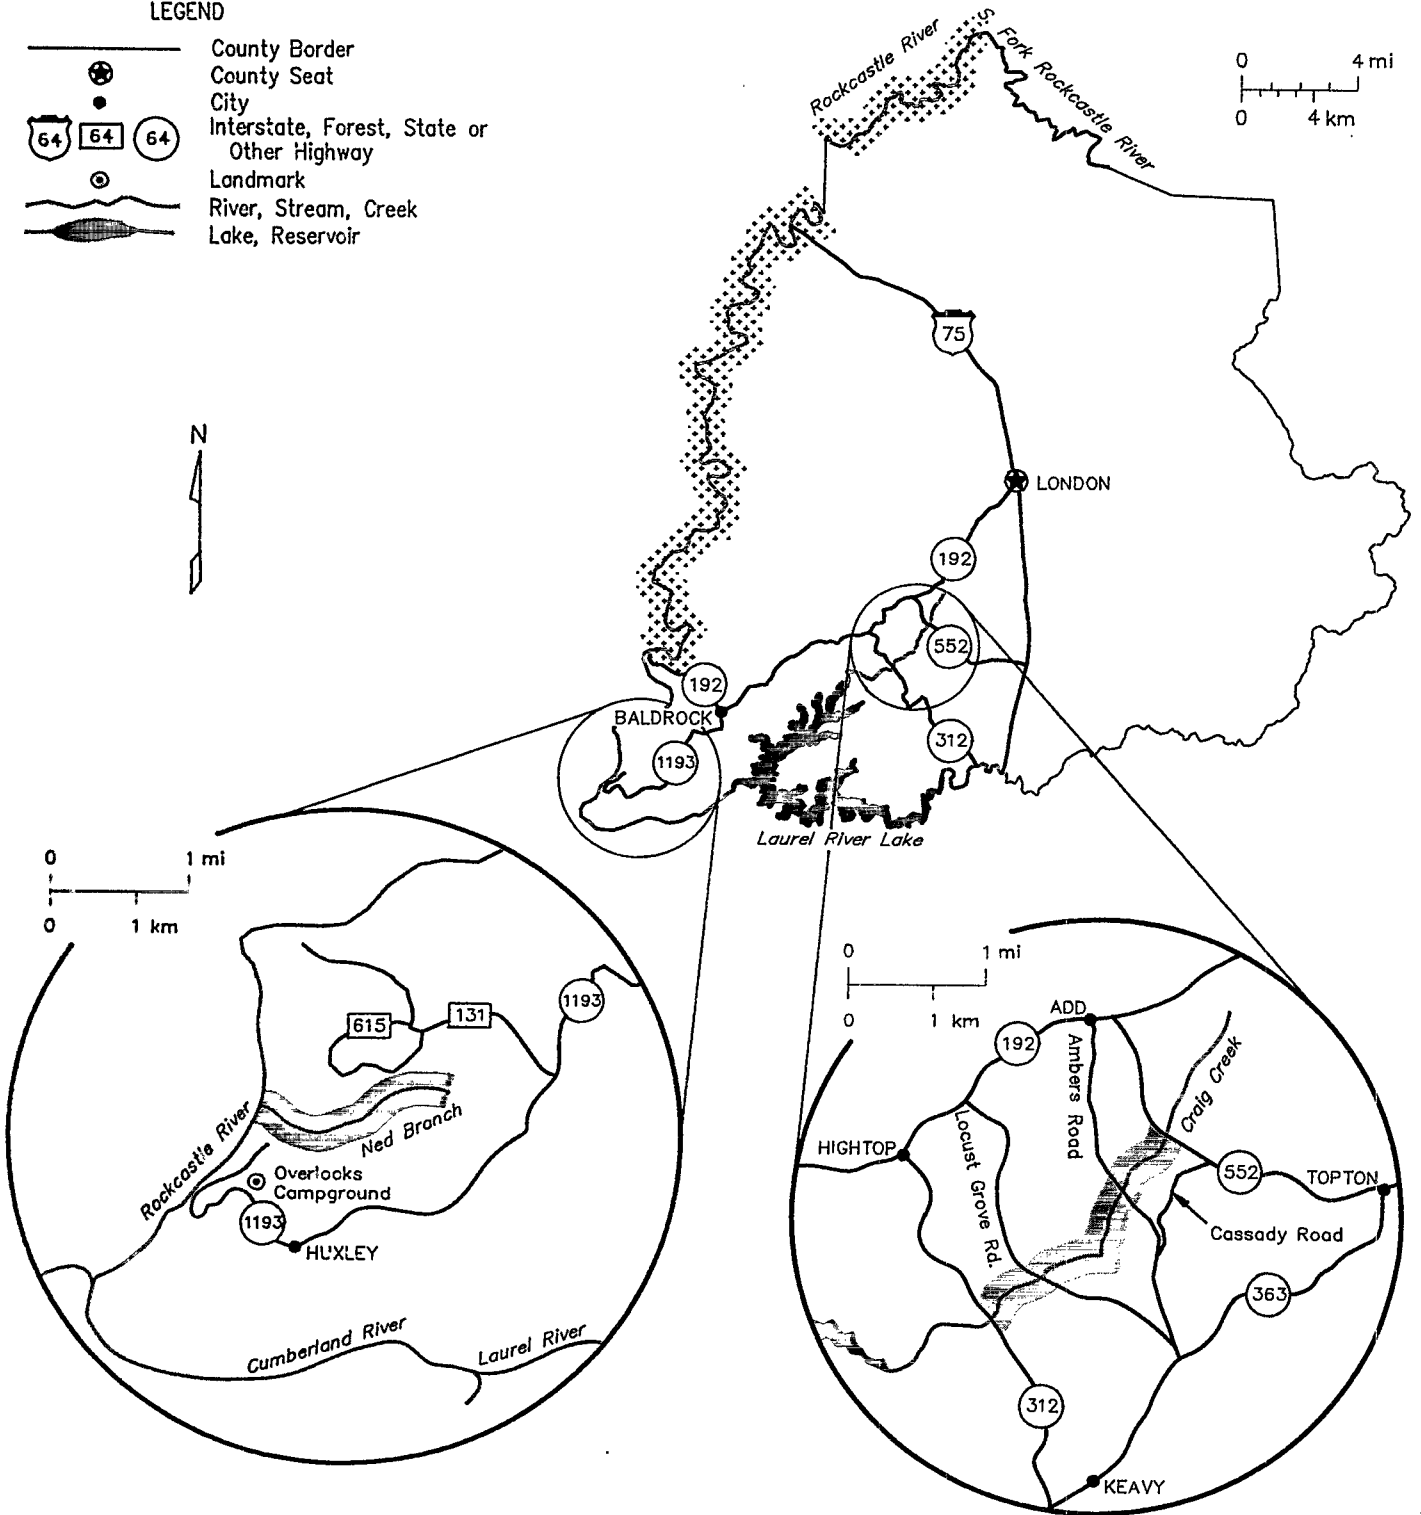 LEGEND
County Border
County Seat
City
64 64 64
Interstate, Forest, State or
Other Highway
Landmark
River, Stream, Creek
Lake, Reservoir
N
Rockcastle River
S. Fork Rockcastle River
0 4 mi
0 4 km
75
LONDON
192
552
192
BALDROCK
312
1193
Laurel River Lake
0 1 mi
0 1 km
1193
615
131
Rockcastle River
Ned Branch
Overlooks
Campground
1193
HUXLEY
Cumberland River
Laurel River
0 1 mi
0 1 km
ADD
192
Ambers Road
Craig Creek
HIGHTOP
Locust Grove Rd.
552
TOPTON
Cassady Road
363
312
KEAVY